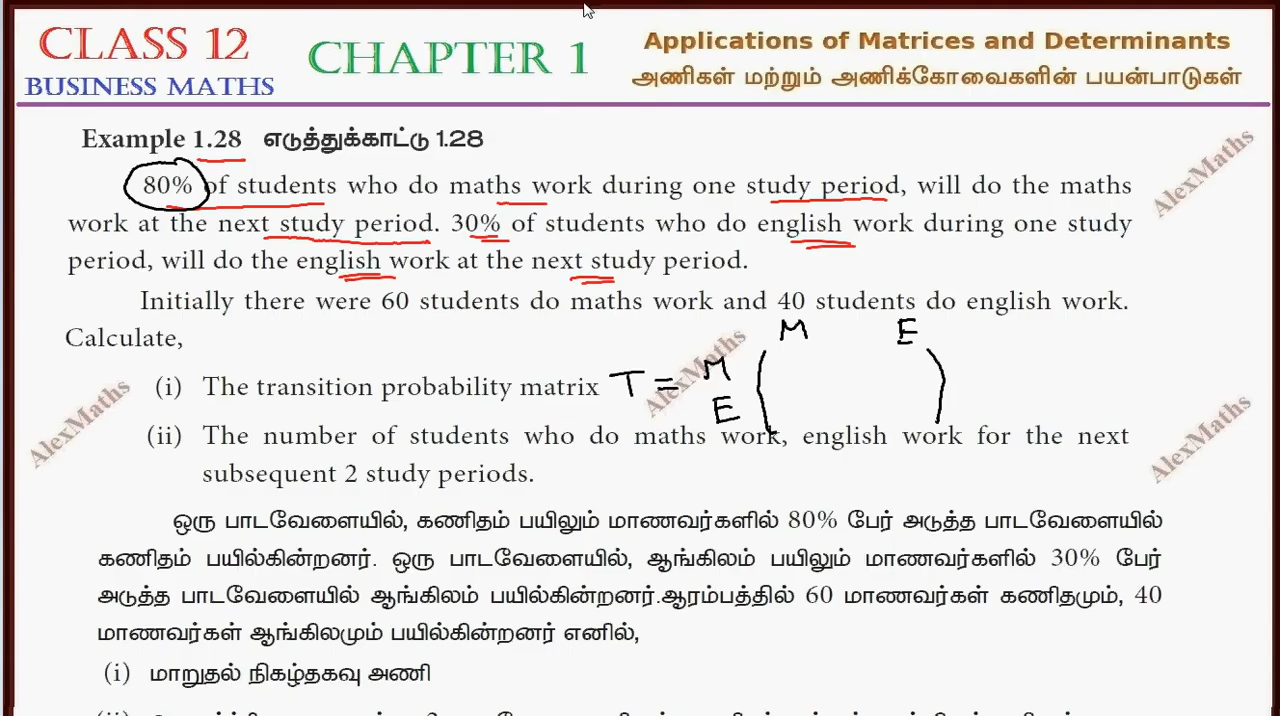 CLASS 12
BUSINESS MATHS
CHAPTER 1
Applications of Matrices and Determinants
அணிகள் மற்றும் அணிக்கோவைகளின் பயன்பாடுகள்
Example 1.28 எடுத்துக்காட்டு 1.28
80% of students who do maths work during one study period, will do the maths
work at the next study period. 30% of students who do english work during one study
period, will do the english work at the next study period.
Initially there were 60 students do maths work and 40 students do english work.
Calculate,
M E
(i) The transition probability matrix T = M
E
(ii) The number of students who do maths work, english work for the next
subsequent 2 study periods.
ஒரு பாடவேளையில், கணிதம் பயிலும் மாணவர்களில் 80% பேர் அடுத்த பாடவேளையில்
கணிதம் பயில்கின்றனர். ஒரு பாடவேளையில், ஆங்கிலம் பயிலும் மாணவர்களில் 30% பேர்
அடுத்த பாடவேளையில் ஆங்கிலம் பயில்கின்றனர்.ஆரம்பத்தில் 60 மாணவர்கள் கணிதமும், 40
மாணவர்கள் ஆங்கிலமும் பயில்கின்றனர் எனில்,
(i) மாறுதல் நிகழ்தகவு அணி
AlexMaths
AlexMaths
AlexMaths
AlexMaths